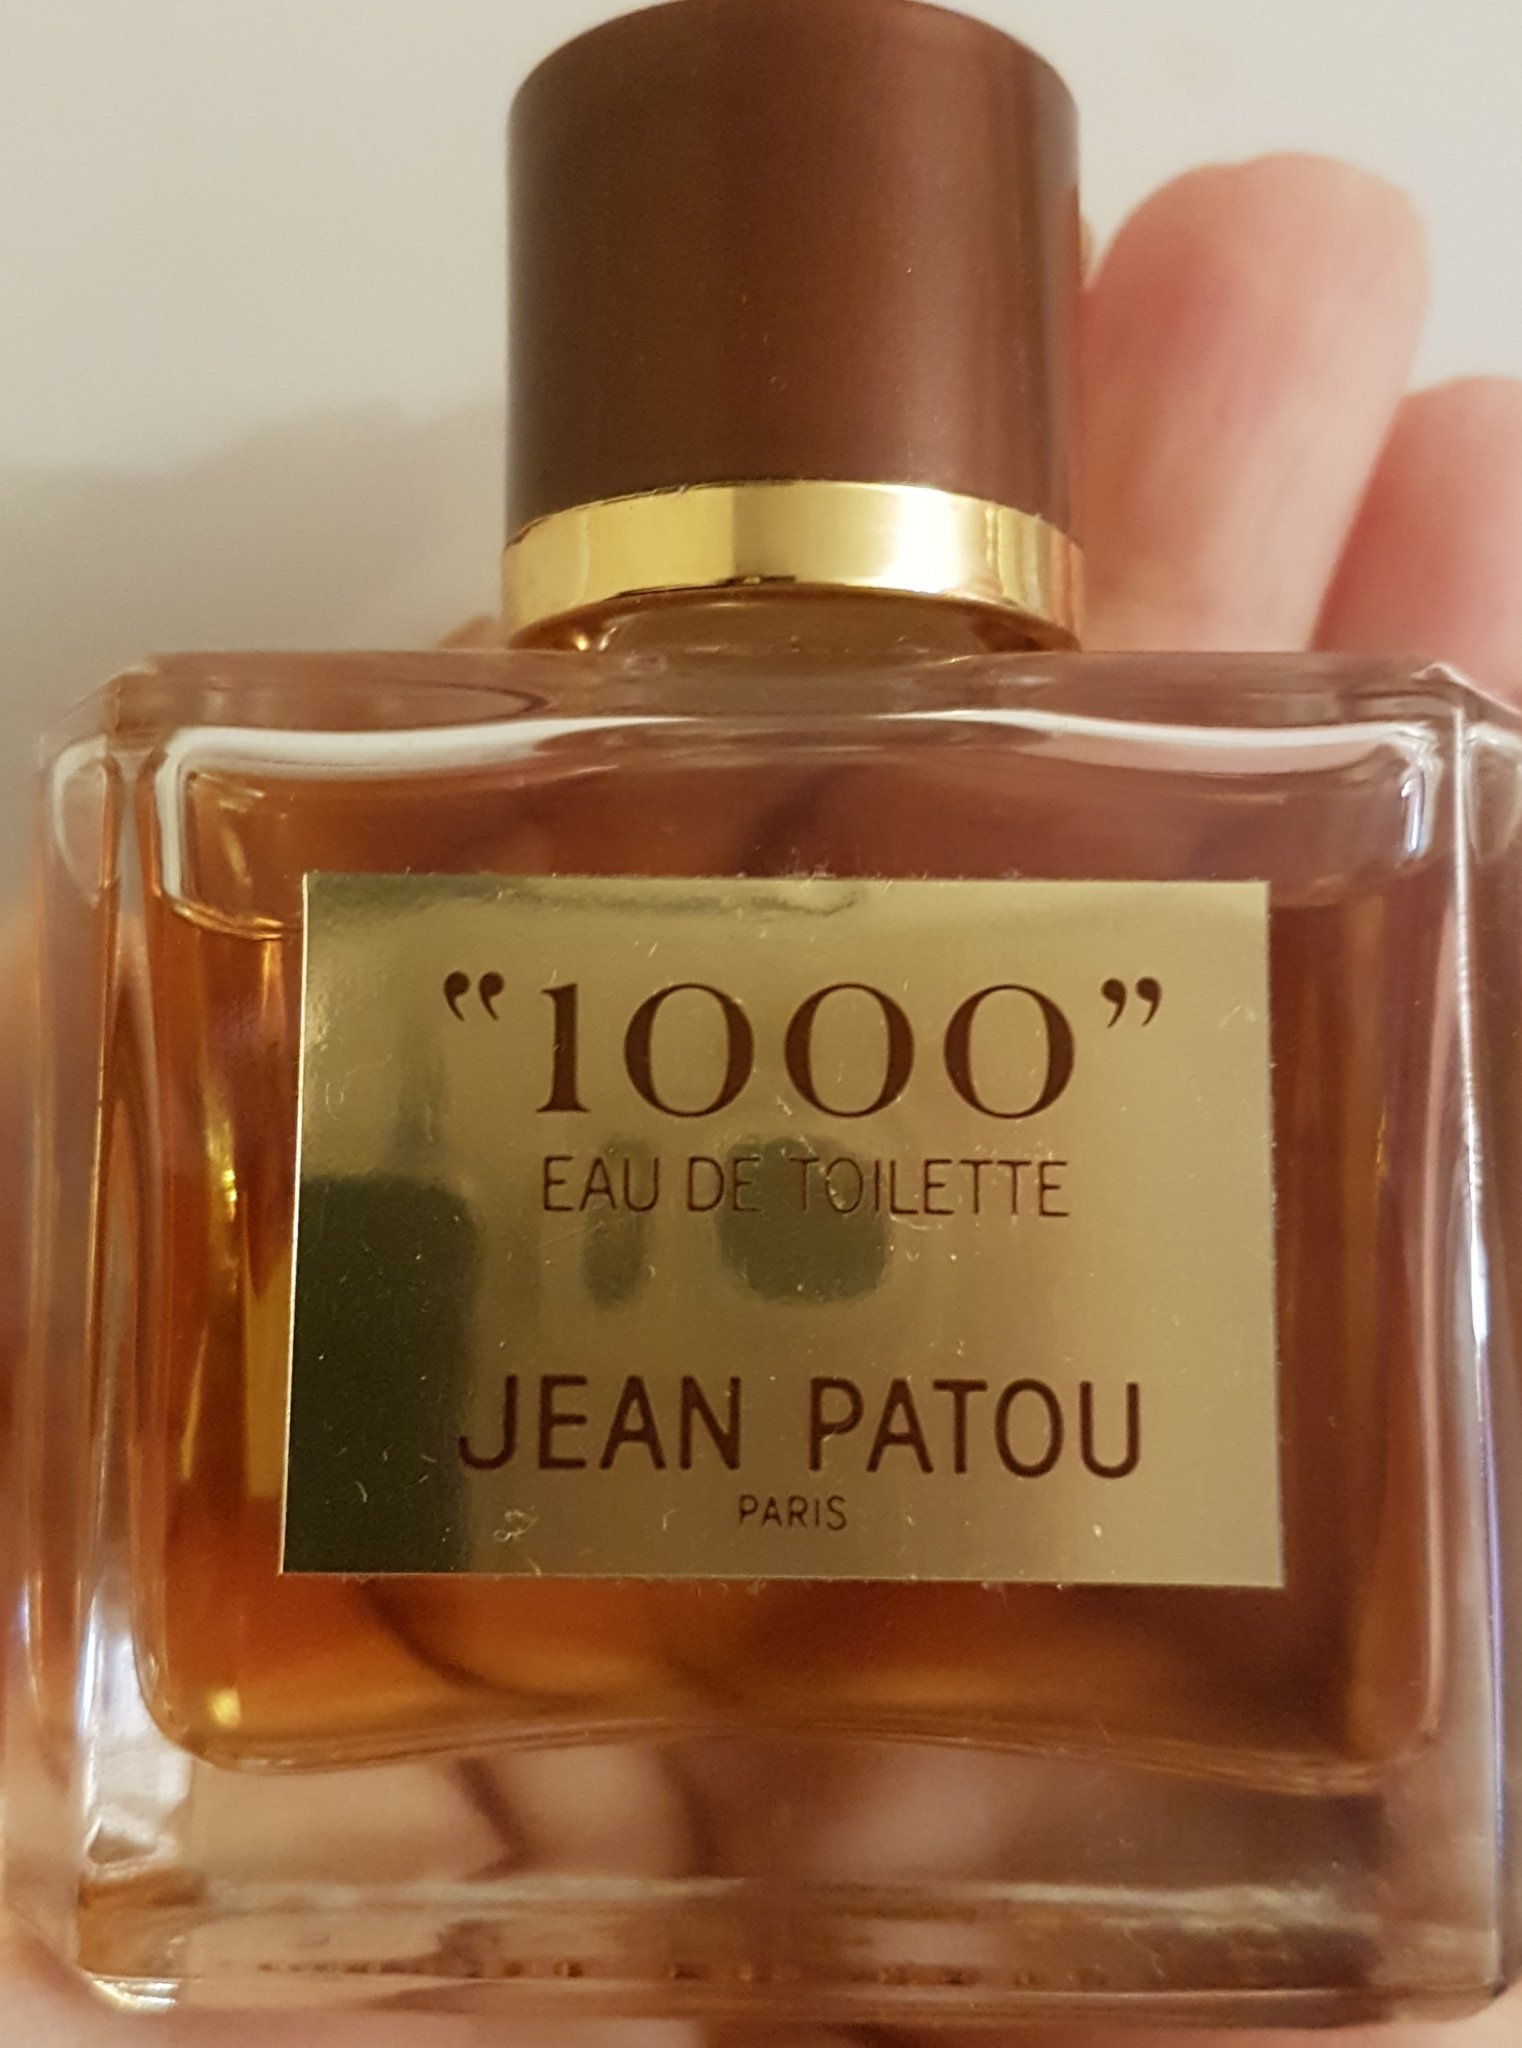 “1000”
EAU DE TOILETTE
JEAN PATOU
PARIS